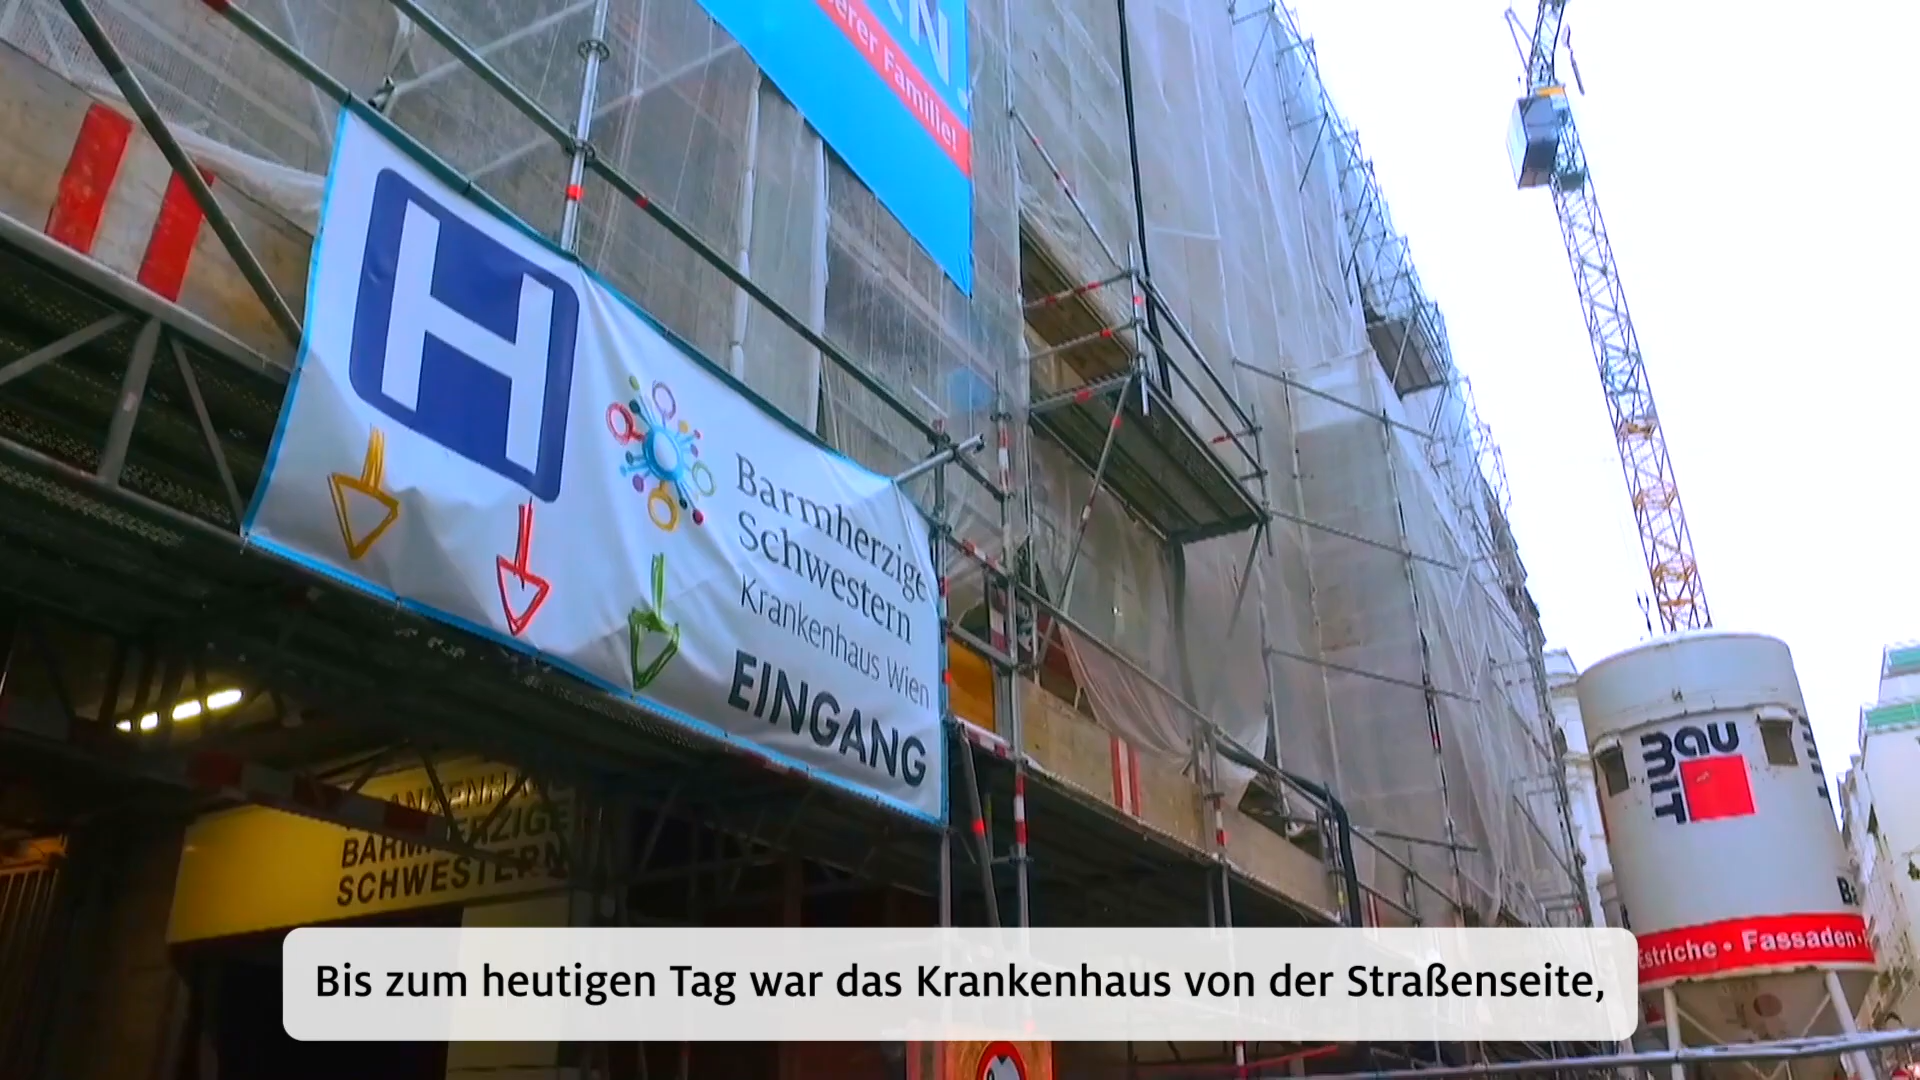 erer Familie!
H
Barmherzige
Schwestern
Krankenhaus Wien
EINGANG
SCHWESTERN
bau
mit
Estriche • Fassaden •
Bis zum heutigen Tag war das Krankenhaus von der Straßenseite,